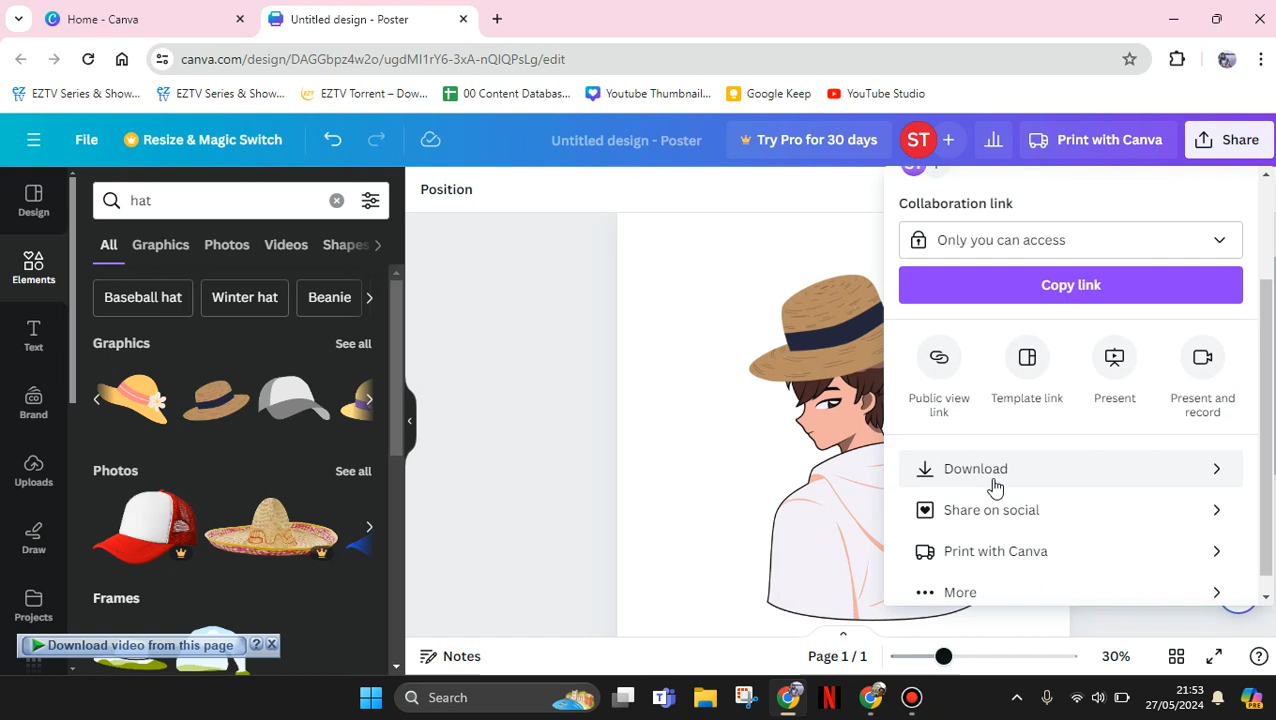 Home - Canva
Untitled design - Poster
canva.com/design/DAGGbpz4w2o/ugdMI1rY6-3xA-nQIQPsLg/edit
EZTV Series & Show...
EZTV Series & Show...
EZTV Torrent – Dow...
00 Content Databas...
Youtube Thumbnail...
Google Keep
YouTube Studio
File
Resize & Magic Switch
Untitled design - Poster
Try Pro for 30 days
ST
Print with Canva
Share
Design
Elements
Text
Brand
Uploads
Draw
Projects
hat
All
Graphics
Photos
Videos
Shapes
Baseball hat
Winter hat
Beanie
Graphics
See all
Photos
See all
Frames
Download video from this page
Position
Collaboration link
Only you can access
Copy link
Public view
link
Template link
Present
Present and
record
Download
Share on social
Print with Canva
More
Notes
Page 1 / 1
30%
Search
21:53
27/05/2024
PRE